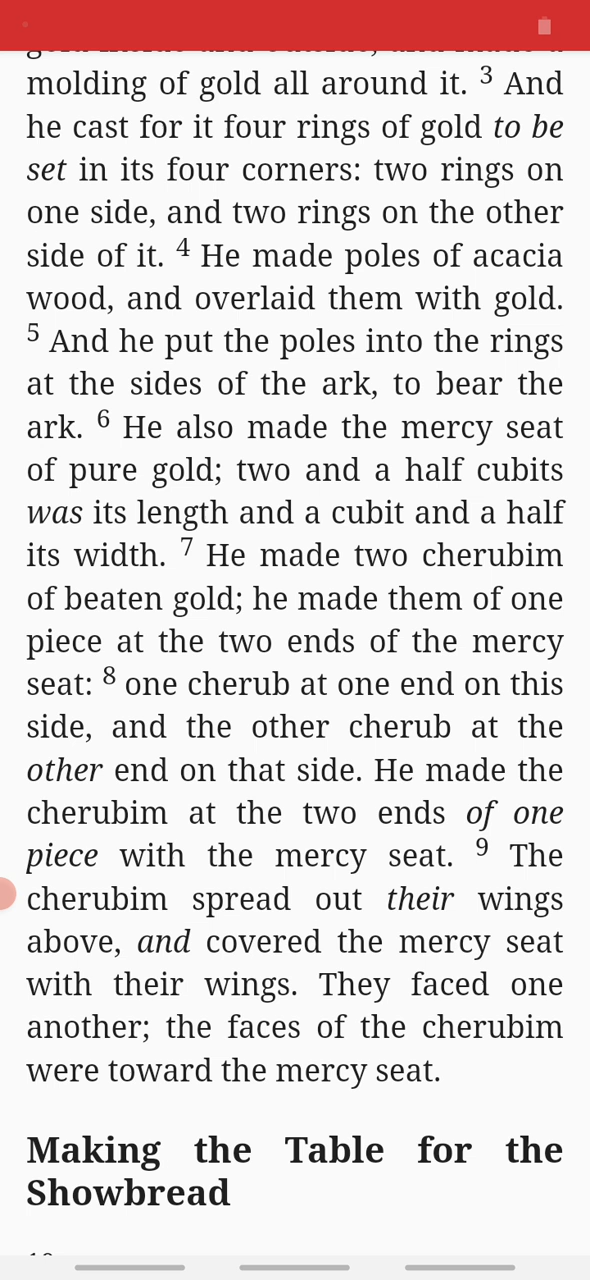 molding of gold all around it. 3 And
he cast for it four rings of gold to be
set in its four corners: two rings on
one side, and two rings on the other
side of it. 4 He made poles of acacia
wood, and overlaid them with gold.
5 And he put the poles into the rings
at the sides of the ark, to bear the
ark. 6 He also made the mercy seat
of pure gold; two and a half cubits
was its length and a cubit and a half
its width. 7 He made two cherubim
of beaten gold; he made them of one
piece at the two ends of the mercy
seat: 8 one cherub at one end on this
side, and the other cherub at the
other end on that side. He made the
cherubim at the two ends of one
piece with the mercy seat. 9 The
cherubim spread out their wings
above, and covered the mercy seat
with their wings. They faced one
another; the faces of the cherubim
were toward the mercy seat.
Making the Table for the
Showbread